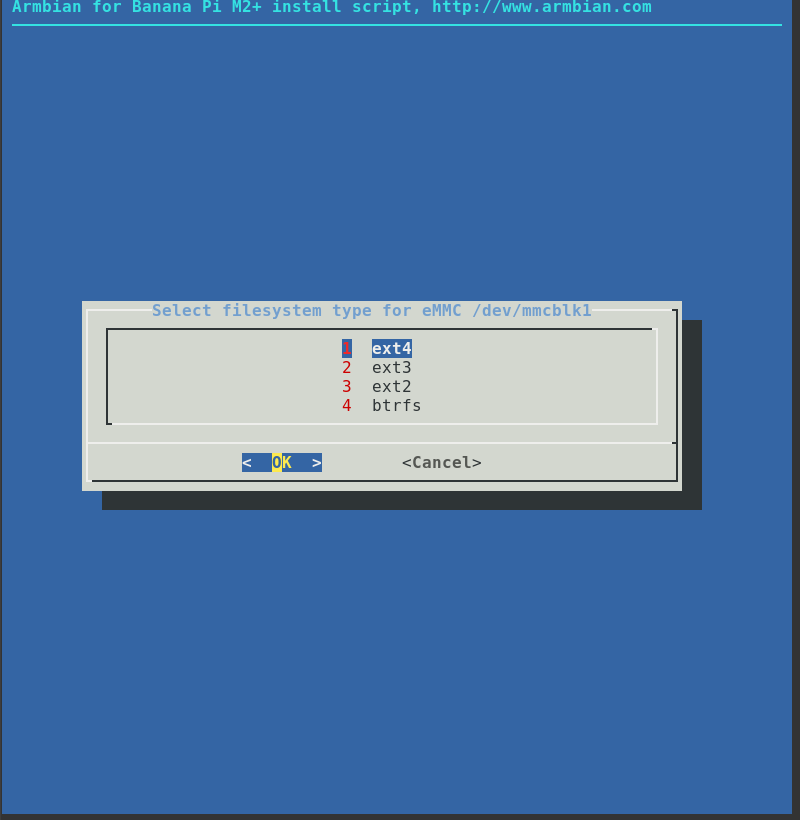 Armbian for Banana Pi M2+ install script, http://www.armbian.com
Select filesystem type for eMMC /dev/mmcblk1
1 ext4
2 ext3
3 ext2
4 btrfs
< OK > <Cancel>